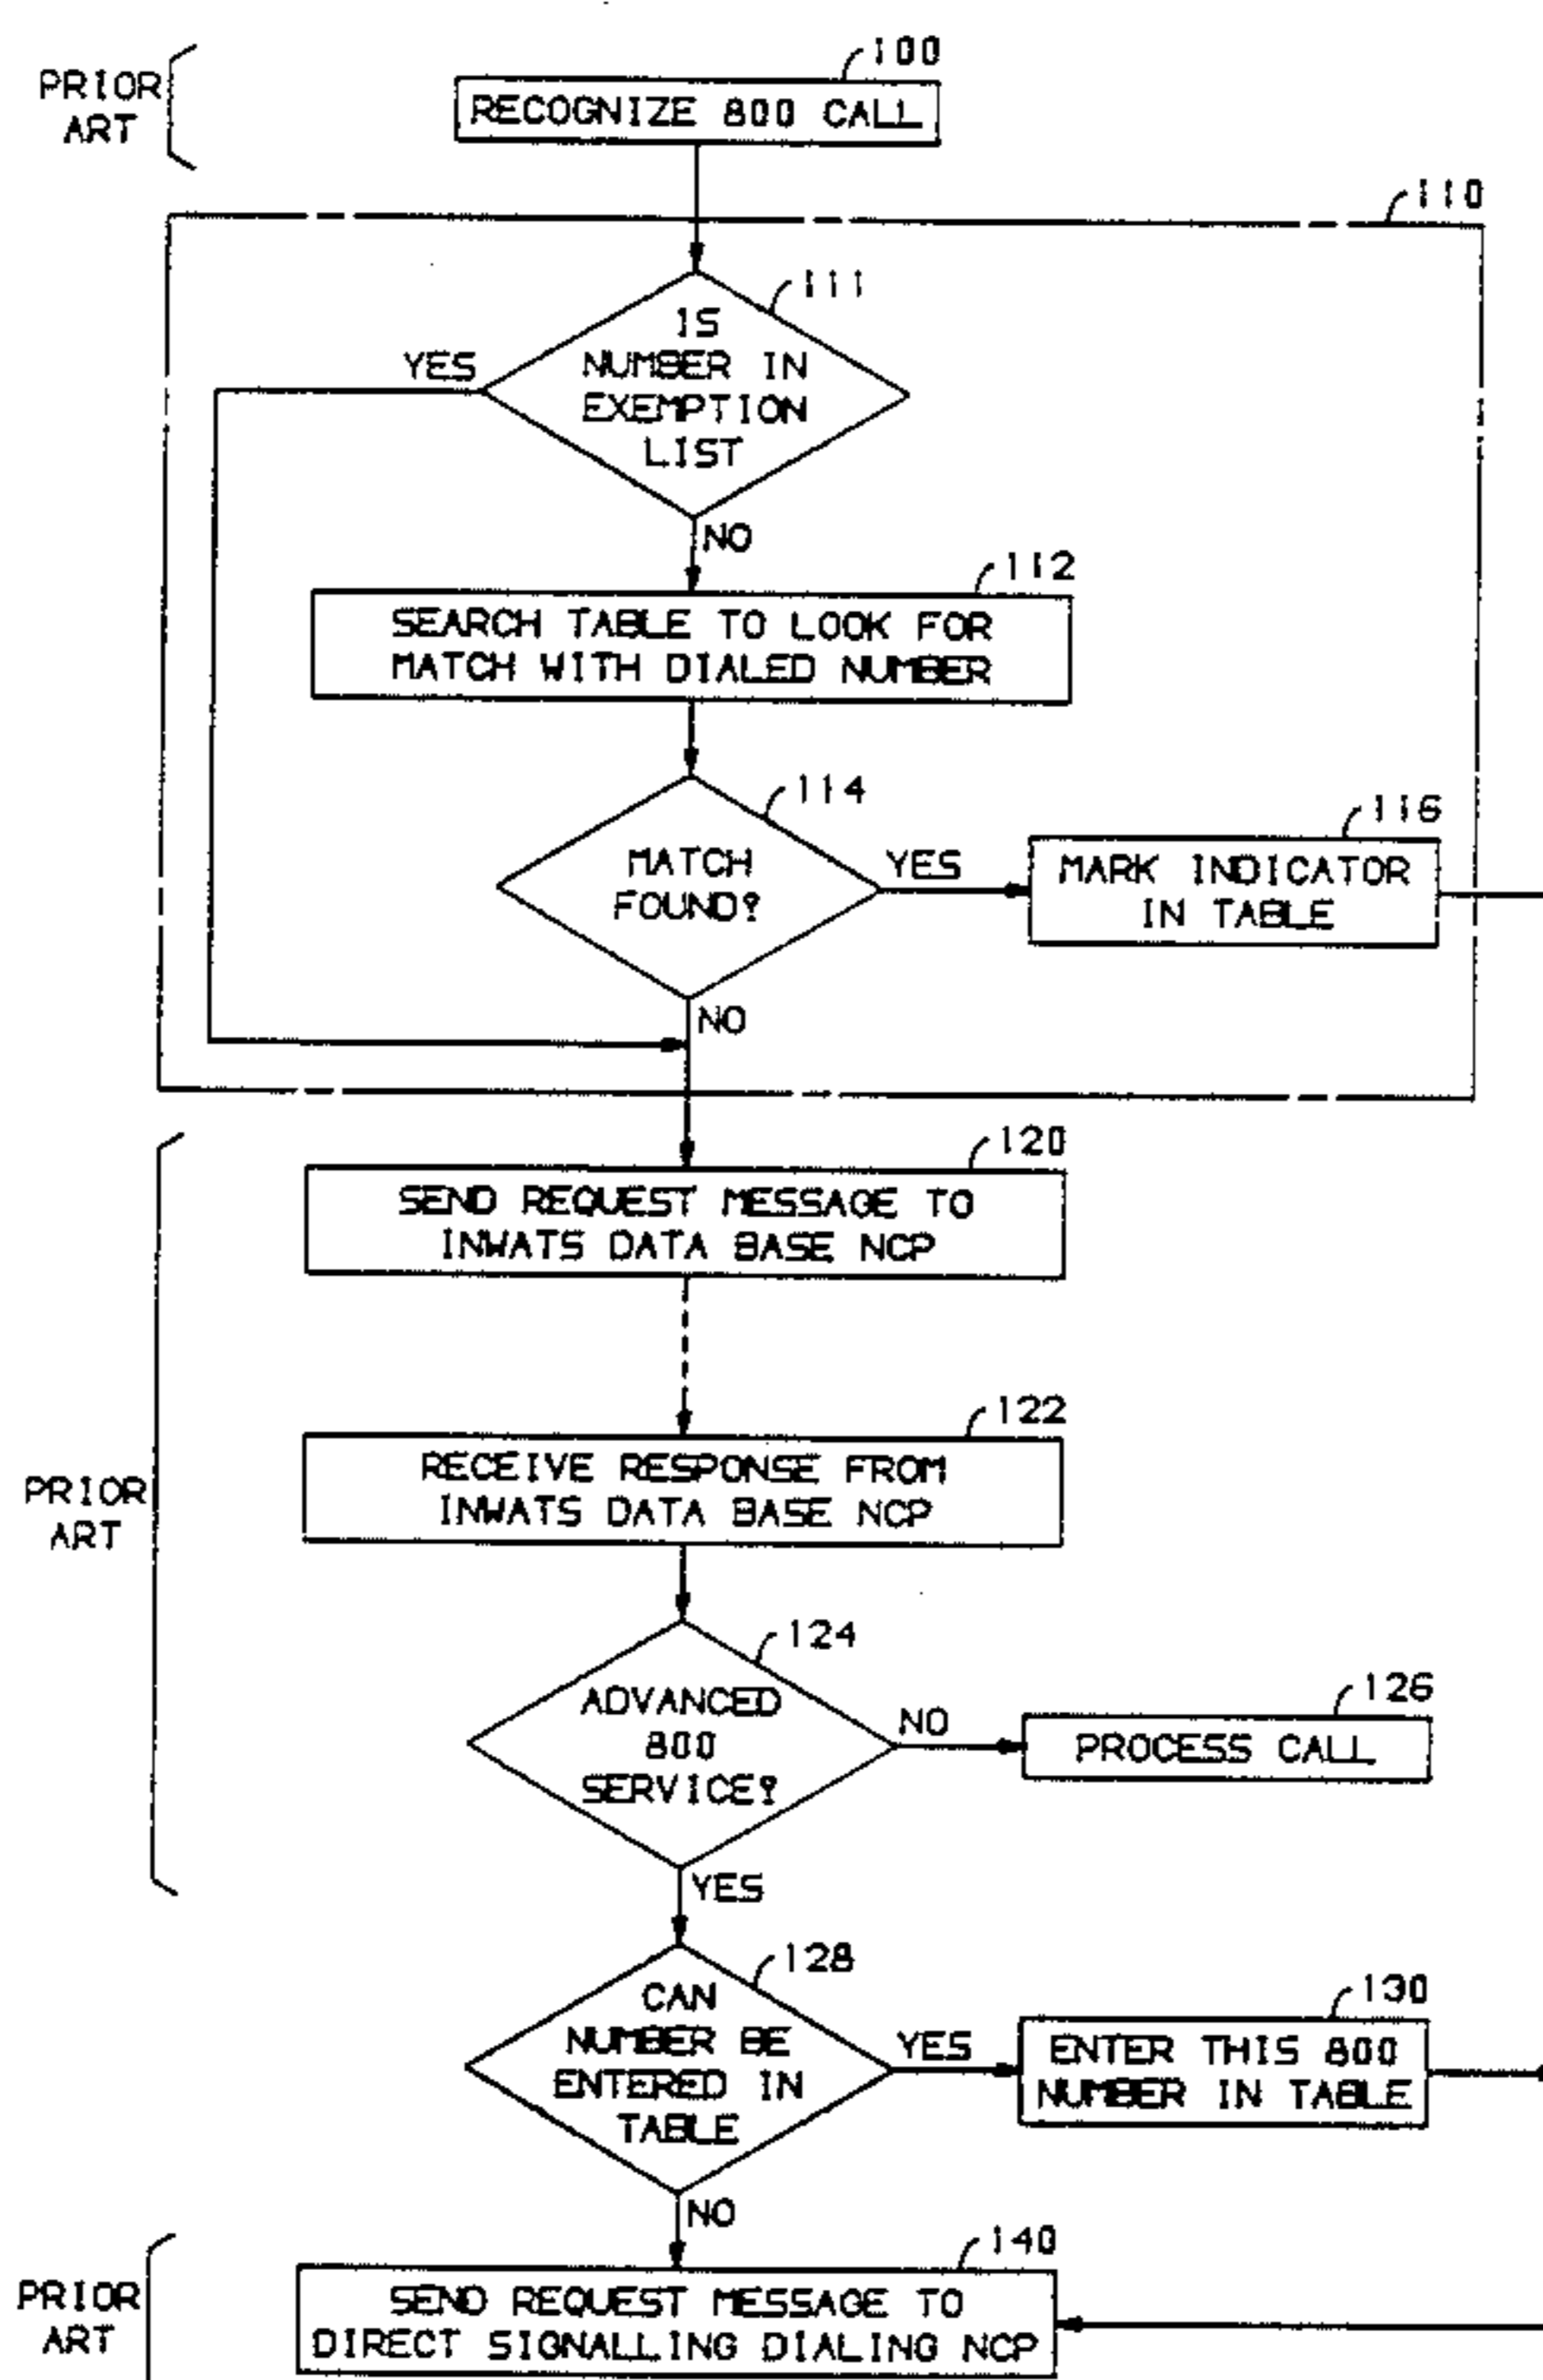 PRIOR
ART
100
RECOGNIZE 800 CALL
110
111
IS
NUMBER IN
EXEMPTION
LIST
YES
NO
112
SEARCH TABLE TO LOOK FOR
MATCH WITH DIALED NUMBER
114
MATCH
FOUND?
YES
116
MARK INDICATOR
IN TABLE
NO
120
SEND REQUEST MESSAGE TO
INWATS DATA BASE NCP
PRIOR
ART
122
RECEIVE RESPONSE FROM
INWATS DATA BASE NCP
124
ADVANCED
800
SERVICE?
NO
126
PROCESS CALL
YES
128
CAN
NUMBER BE
ENTERED IN
TABLE
YES
130
ENTER THIS 800
NUMBER IN TABLE
NO
PRIOR
ART
140
SEND REQUEST MESSAGE TO
DIRECT SIGNALLING DIALING NCP